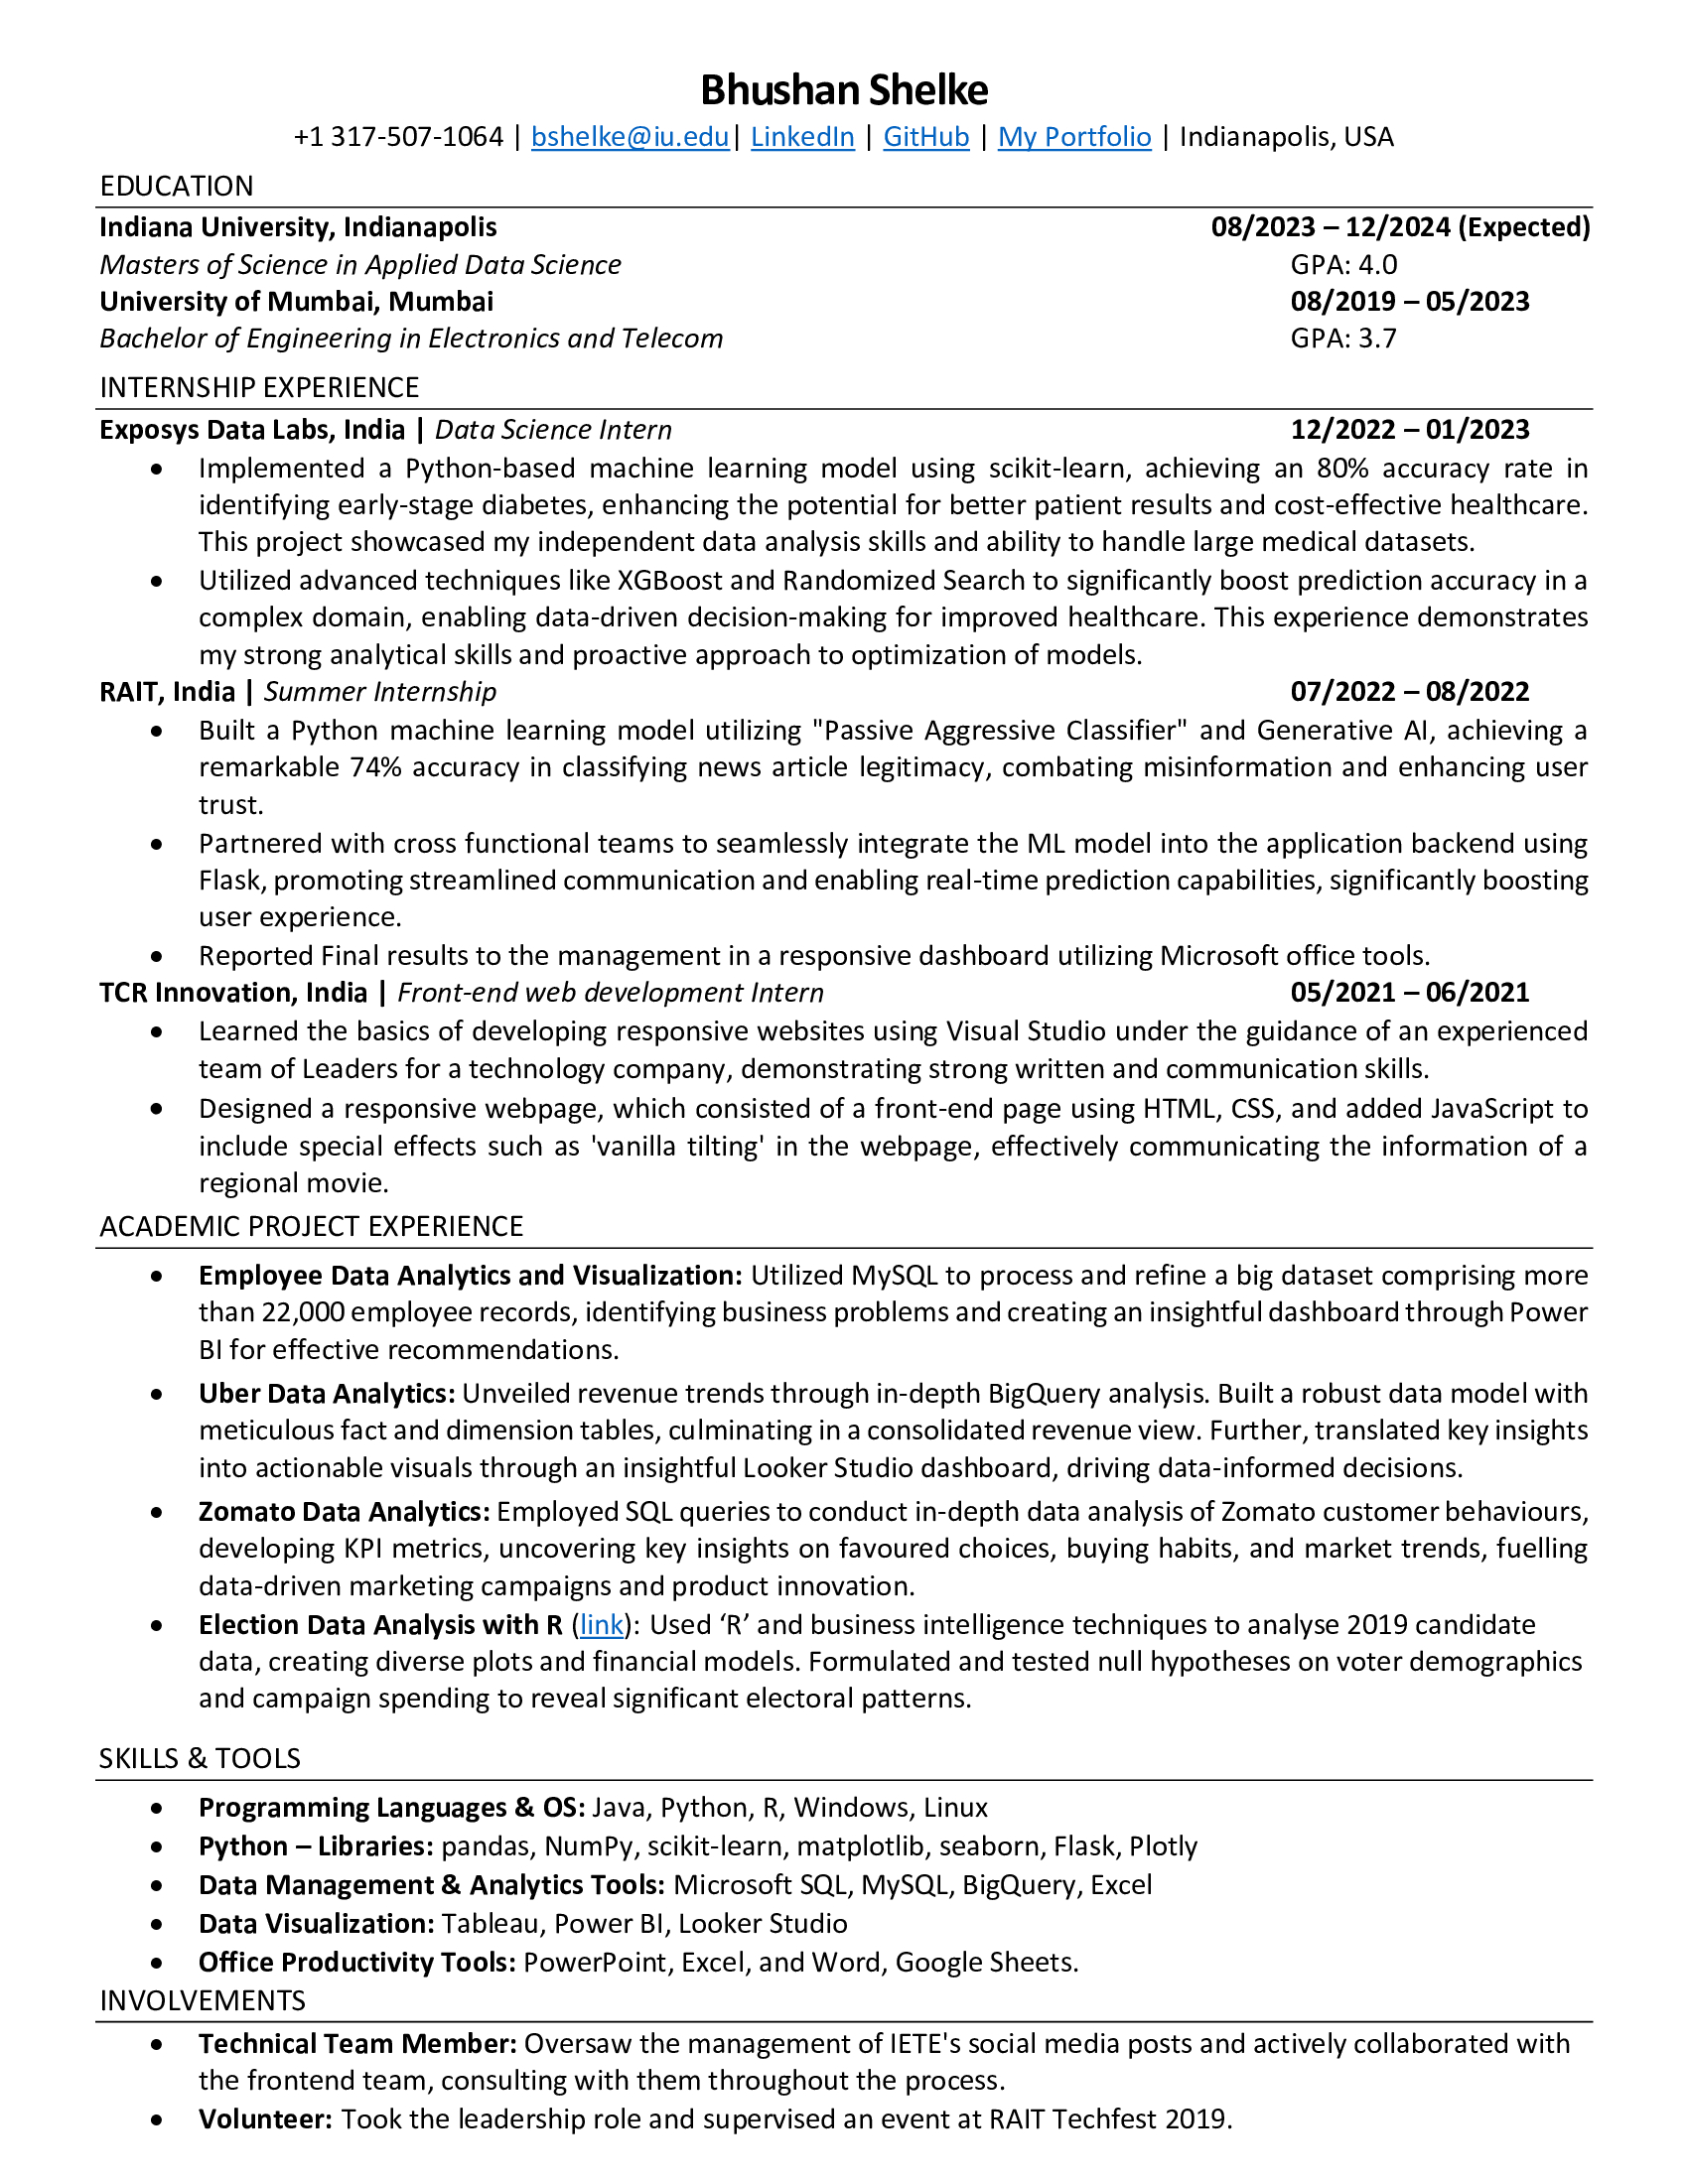 Bhushan Shelke
+1 317-507-1064 | bshelke@iu.edu| LinkedIn | GitHub | My Portfolio | Indianapolis, USA
EDUCATION
Indiana University, Indianapolis 08/2023 – 12/2024 (Expected)
Masters of Science in Applied Data Science GPA: 4.0
University of Mumbai, Mumbai 08/2019 – 05/2023
Bachelor of Engineering in Electronics and Telecom GPA: 3.7
INTERNSHIP EXPERIENCE
Exposys Data Labs, India | Data Science Intern 12/2022 – 01/2023
• Implemented a Python-based machine learning model using scikit-learn, achieving an 80% accuracy rate in
identifying early-stage diabetes, enhancing the potential for better patient results and cost-effective healthcare.
This project showcased my independent data analysis skills and ability to handle large medical datasets.
• Utilized advanced techniques like XGBoost and Randomized Search to significantly boost prediction accuracy in a
complex domain, enabling data-driven decision-making for improved healthcare. This experience demonstrates
my strong analytical skills and proactive approach to optimization of models.
RAIT, India | Summer Internship 07/2022 – 08/2022
• Built a Python machine learning model utilizing "Passive Aggressive Classifier" and Generative AI, achieving a
remarkable 74% accuracy in classifying news article legitimacy, combating misinformation and enhancing user
trust.
• Partnered with cross functional teams to seamlessly integrate the ML model into the application backend using
Flask, promoting streamlined communication and enabling real-time prediction capabilities, significantly boosting
user experience.
• Reported Final results to the management in a responsive dashboard utilizing Microsoft office tools.
TCR Innovation, India | Front-end web development Intern 05/2021 – 06/2021
• Learned the basics of developing responsive websites using Visual Studio under the guidance of an experienced
team of Leaders for a technology company, demonstrating strong written and communication skills.
• Designed a responsive webpage, which consisted of a front-end page using HTML, CSS, and added JavaScript to
include special effects such as 'vanilla tilting' in the webpage, effectively communicating the information of a
regional movie.
ACADEMIC PROJECT EXPERIENCE
• Employee Data Analytics and Visualization: Utilized MySQL to process and refine a big dataset comprising more
than 22,000 employee records, identifying business problems and creating an insightful dashboard through Power
BI for effective recommendations.
• Uber Data Analytics: Unveiled revenue trends through in-depth BigQuery analysis. Built a robust data model with
meticulous fact and dimension tables, culminating in a consolidated revenue view. Further, translated key insights
into actionable visuals through an insightful Looker Studio dashboard, driving data-informed decisions.
• Zomato Data Analytics: Employed SQL queries to conduct in-depth data analysis of Zomato customer behaviours,
developing KPI metrics, uncovering key insights on favoured choices, buying habits, and market trends, fuelling
data-driven marketing campaigns and product innovation.
• Election Data Analysis with R (link): Used ‘R’ and business intelligence techniques to analyse 2019 candidate
data, creating diverse plots and financial models. Formulated and tested null hypotheses on voter demographics
and campaign spending to reveal significant electoral patterns.
SKILLS & TOOLS
• Programming Languages & OS: Java, Python, R, Windows, Linux
• Python – Libraries: pandas, NumPy, scikit-learn, matplotlib, seaborn, Flask, Plotly
• Data Management & Analytics Tools: Microsoft SQL, MySQL, BigQuery, Excel
• Data Visualization: Tableau, Power BI, Looker Studio
• Office Productivity Tools: PowerPoint, Excel, and Word, Google Sheets.
INVOLVEMENTS
• Technical Team Member: Oversaw the management of IETE's social media posts and actively collaborated with
the frontend team, consulting with them throughout the process.
• Volunteer: Took the leadership role and supervised an event at RAIT Techfest 2019.